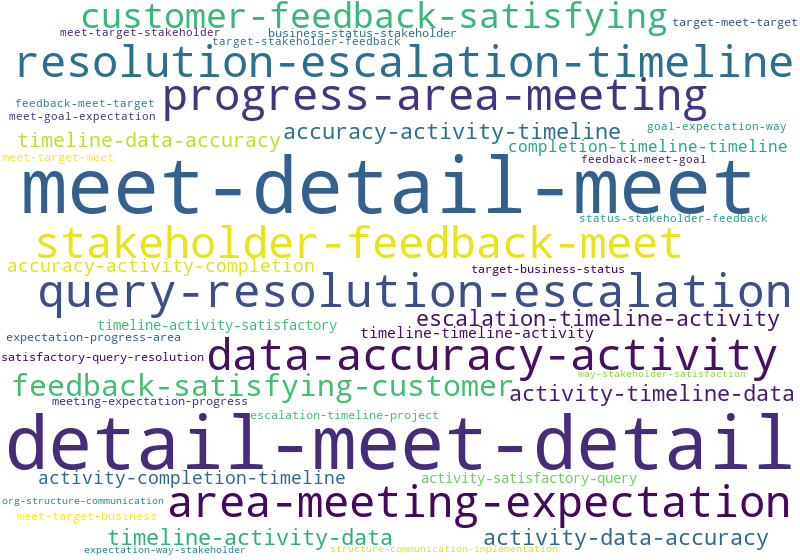 customer-feedback-satisfying
target-meet-target
meet-target-stakeholder
business-status-stakeholder
target-stakeholder-feedback
resolution-escalation-timeline
progress-area-meeting
feedback-meet-target
meet-goal-expectation
goal-expectation-way
accuracy-activity-timeline
timeline-data-accuracy
completion-timeline-timeline
meet-target-meet
feedback-meet-goal
meet-detail-meet
status-stakeholder-feedback
stakeholder-feedback-meet
accuracy-activity-completion
target-business-status
query-resolution-escalation
escalation-timeline-activity
timeline-activity-satisfactory
timeline-timeline-activity
expectation-progress-area
satisfactory-query-resolution
data-accuracy-activity
way-stakeholder-satisfaction
feedback-satisfying-customer
activity-timeline-data
meeting-expectation-progress
escalation-timeline-project
detail-meet-detail
activity-completion-timeline
activity-satisfactory-query
org-structure-communication
area-meeting-expectation
meet-target-business
timeline-activity-data
activity-data-accuracy
expectation-way-stakeholder
structure-communication-implementation